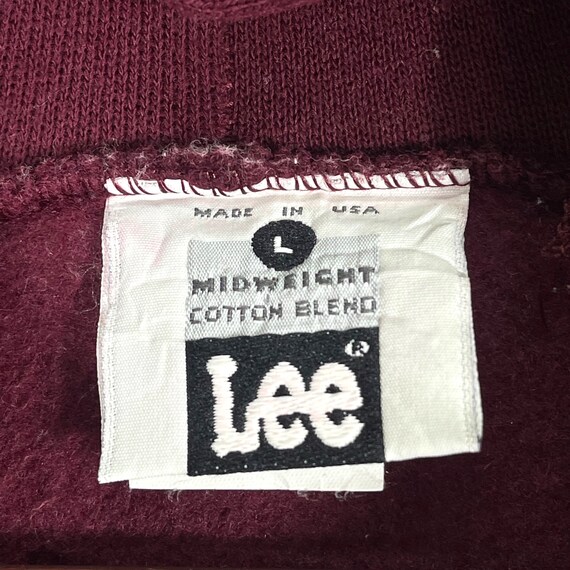 MADE IN USA
L
MIDWEIGHT
COTTON BLEND
Lee®